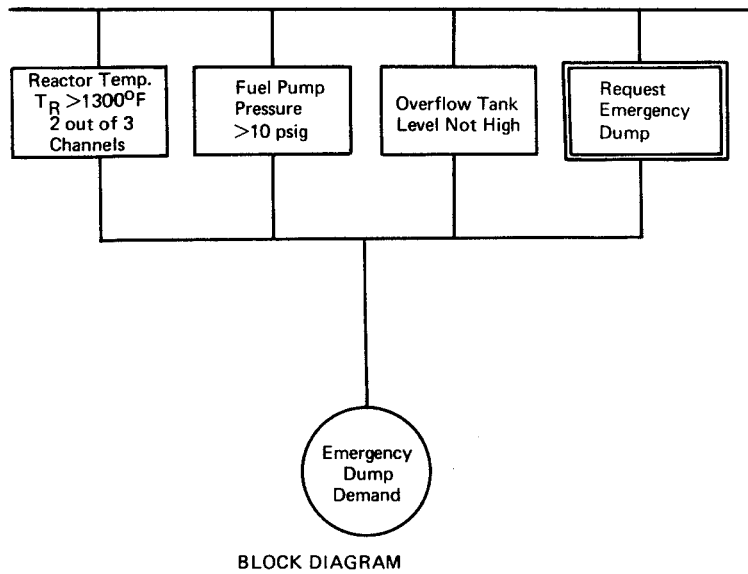 Reactor Temp.
T_R >1300°F
2 out of 3
Channels
Fuel Pump
Pressure
>10 psig
Overflow Tank
Level Not High
Request
Emergency
Dump
Emergency
Dump
Demand
BLOCK DIAGRAM